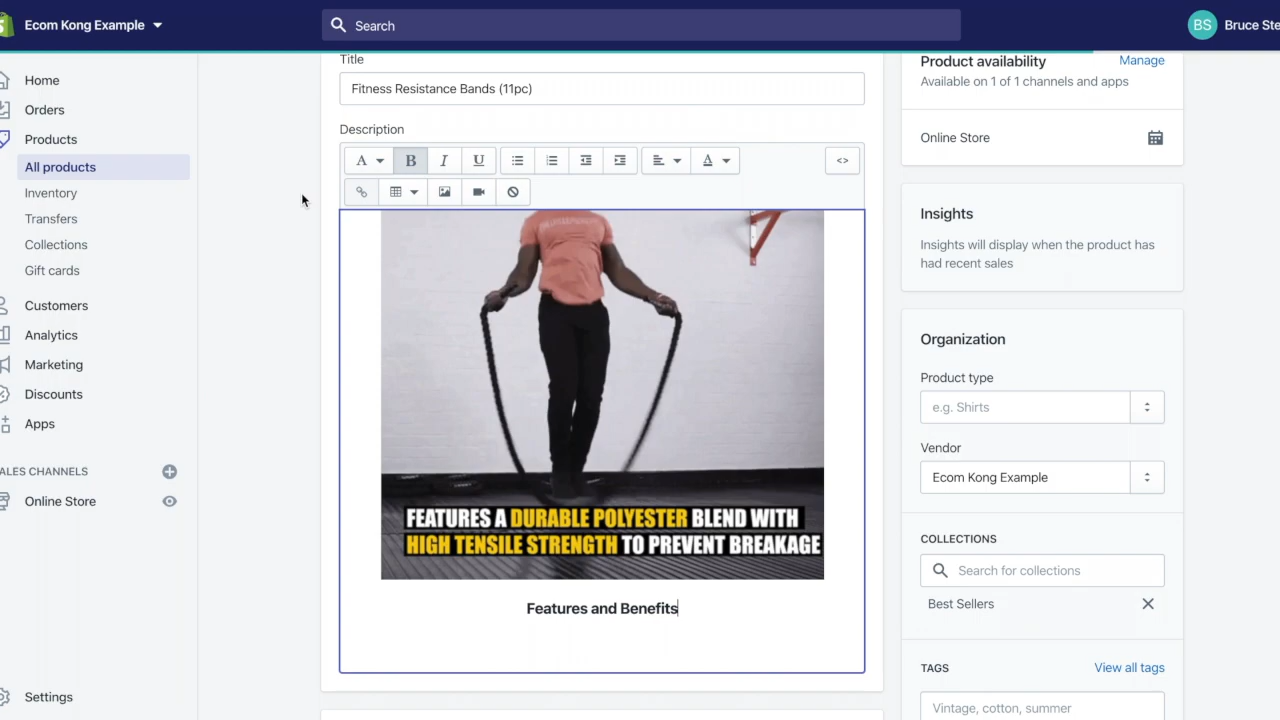 Ecom Kong Example
Search
BS
Bruce Ste
Home
Orders
Products
All products
Inventory
Transfers
Collections
Gift cards
Customers
Analytics
Marketing
Discounts
Apps
ALES CHANNELS
Online Store
Settings
Title
Fitness Resistance Bands (11pc)
Description
A
B
I
U
A
<>
FEATURES A DURABLE POLYESTER BLEND WITH
HIGH TENSILE STRENGTH TO PREVENT BREAKAGE
Features and Benefits
Product availability
Manage
Available on 1 of 1 channels and apps
Online Store
Insights
Insights will display when the product has
had recent sales
Organization
Product type
e.g. Shirts
Vendor
Ecom Kong Example
COLLECTIONS
Search for collections
Best Sellers
TAGS
View all tags
Vintage, cotton, summer